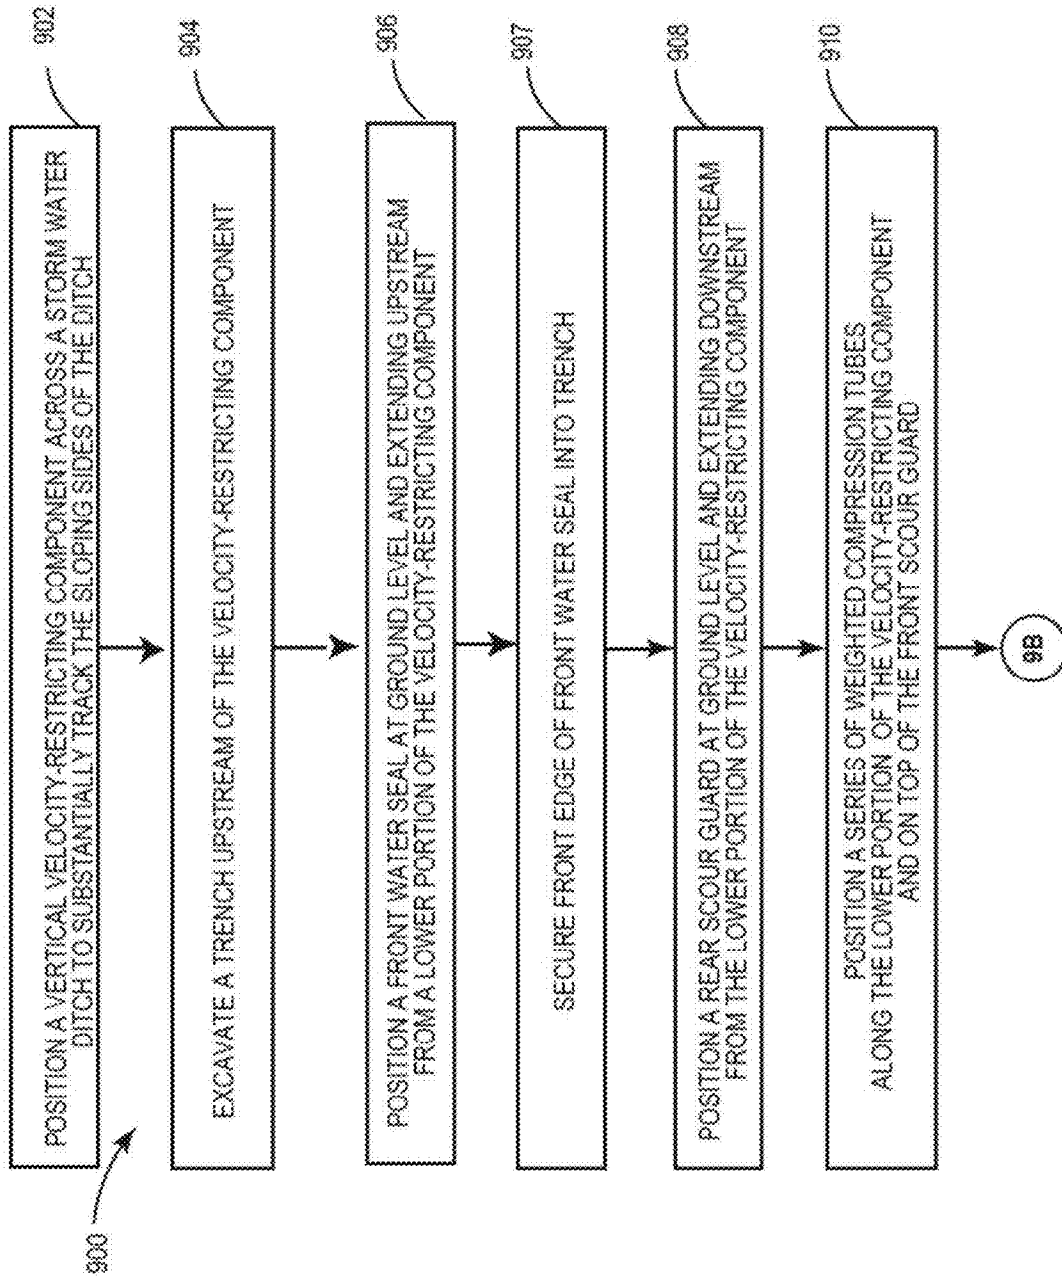 900
POSITION A VERTICAL VELOCITY-RESTRICTING COMPONENT ACROSS A STORM WATER
DITCH TO SUBSTANTIALLY TRACK THE SLOPING SIDES OF THE DITCH
902
EXCAVATE A TRENCH UPSTREAM OF THE VELOCITY-RESTRICTING COMPONENT
904
POSITION A FRONT WATER SEAL AT GROUND LEVEL AND EXTENDING UPSTREAM
FROM A LOWER PORTION OF THE VELOCITY-RESTRICTING COMPONENT
906
SECURE FRONT EDGE OF FRONT WATER SEAL INTO TRENCH
907
POSITION A REAR SCOUR GUARD AT GROUND LEVEL AND EXTENDING DOWNSTREAM
FROM THE LOWER PORTION OF THE VELOCITY-RESTRICTING COMPONENT
908
POSITION A SERIES OF WEIGHTED COMPRESSION TUBES
ALONG THE LOWER PORTION OF THE VELOCITY-RESTRICTING COMPONENT
AND ON TOP OF THE FRONT SCOUR GUARD
910
9B